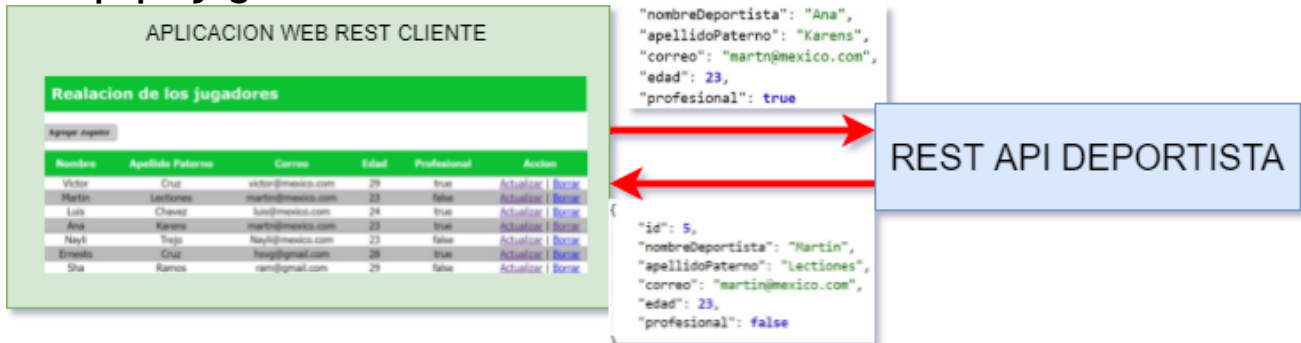 APLICACION WEB REST CLIENTE
Realacion de los jugadores
Agregar Jugador
Nombre Apellido Paterno Correo Edad Profesional Accion
Victor Cruz victor@mexico.com 29 true Actualizar | Borrar
Martin Lectiones martin@mexico.com 23 false Actualizar | Borrar
Luis Chavez luis@mexico.com 24 true Actualizar | Borrar
Ana Karens martn@mexico.com 23 true Actualizar | Borrar
Nayli Trejo Nayli@mexico.com 23 false Actualizar | Borrar
Ernesto Cruz hsvg@gmail.com 28 true Actualizar | Borrar
Sha Ramos ram@gmail.com 29 false Actualizar | Borrar
"nombreDeportista": "Ana",
"apellidoPaterno": "Karens",
"correo": "martn@mexico.com",
"edad": 23,
"profesional": true
REST API DEPORTISTA
{
"id": 5,
"nombreDeportista": "Martin",
"apellidoPaterno": "Lectiones",
"correo": "martin@mexico.com",
"edad": 23,
"profesional": false
}